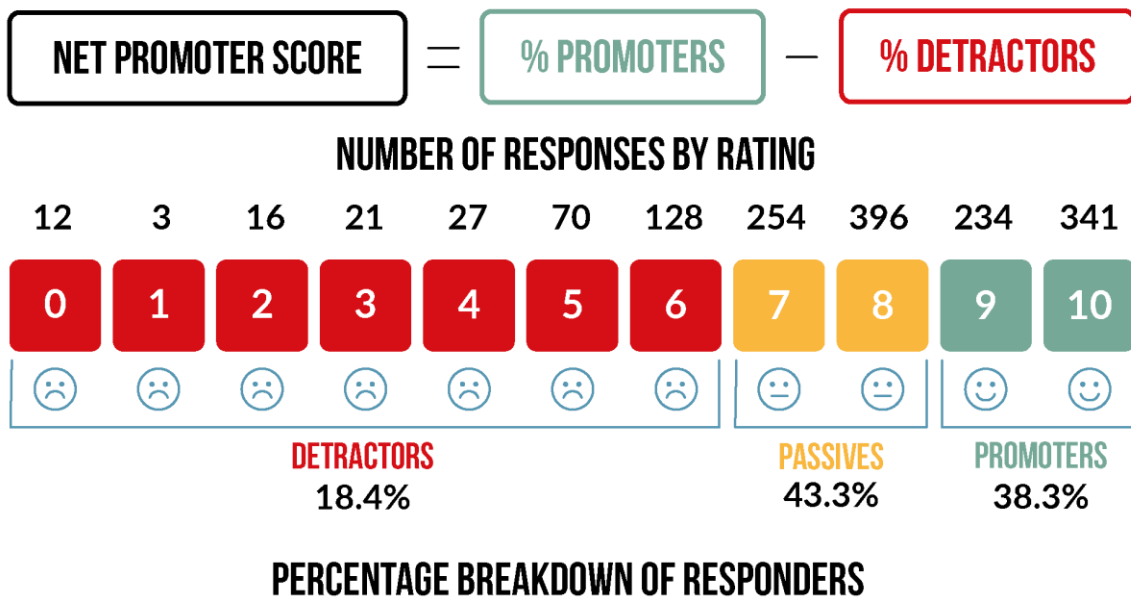 NET PROMOTER SCORE = % PROMOTERS – % DETRACTORS
NUMBER OF RESPONSES BY RATING
12 3 16 21 27 70 128 254 396 234 341
0 1 2 3 4 5 6 7 8 9 10
DETRACTORS PASSIVES PROMOTERS
18.4% 43.3% 38.3%
PERCENTAGE BREAKDOWN OF RESPONDERS